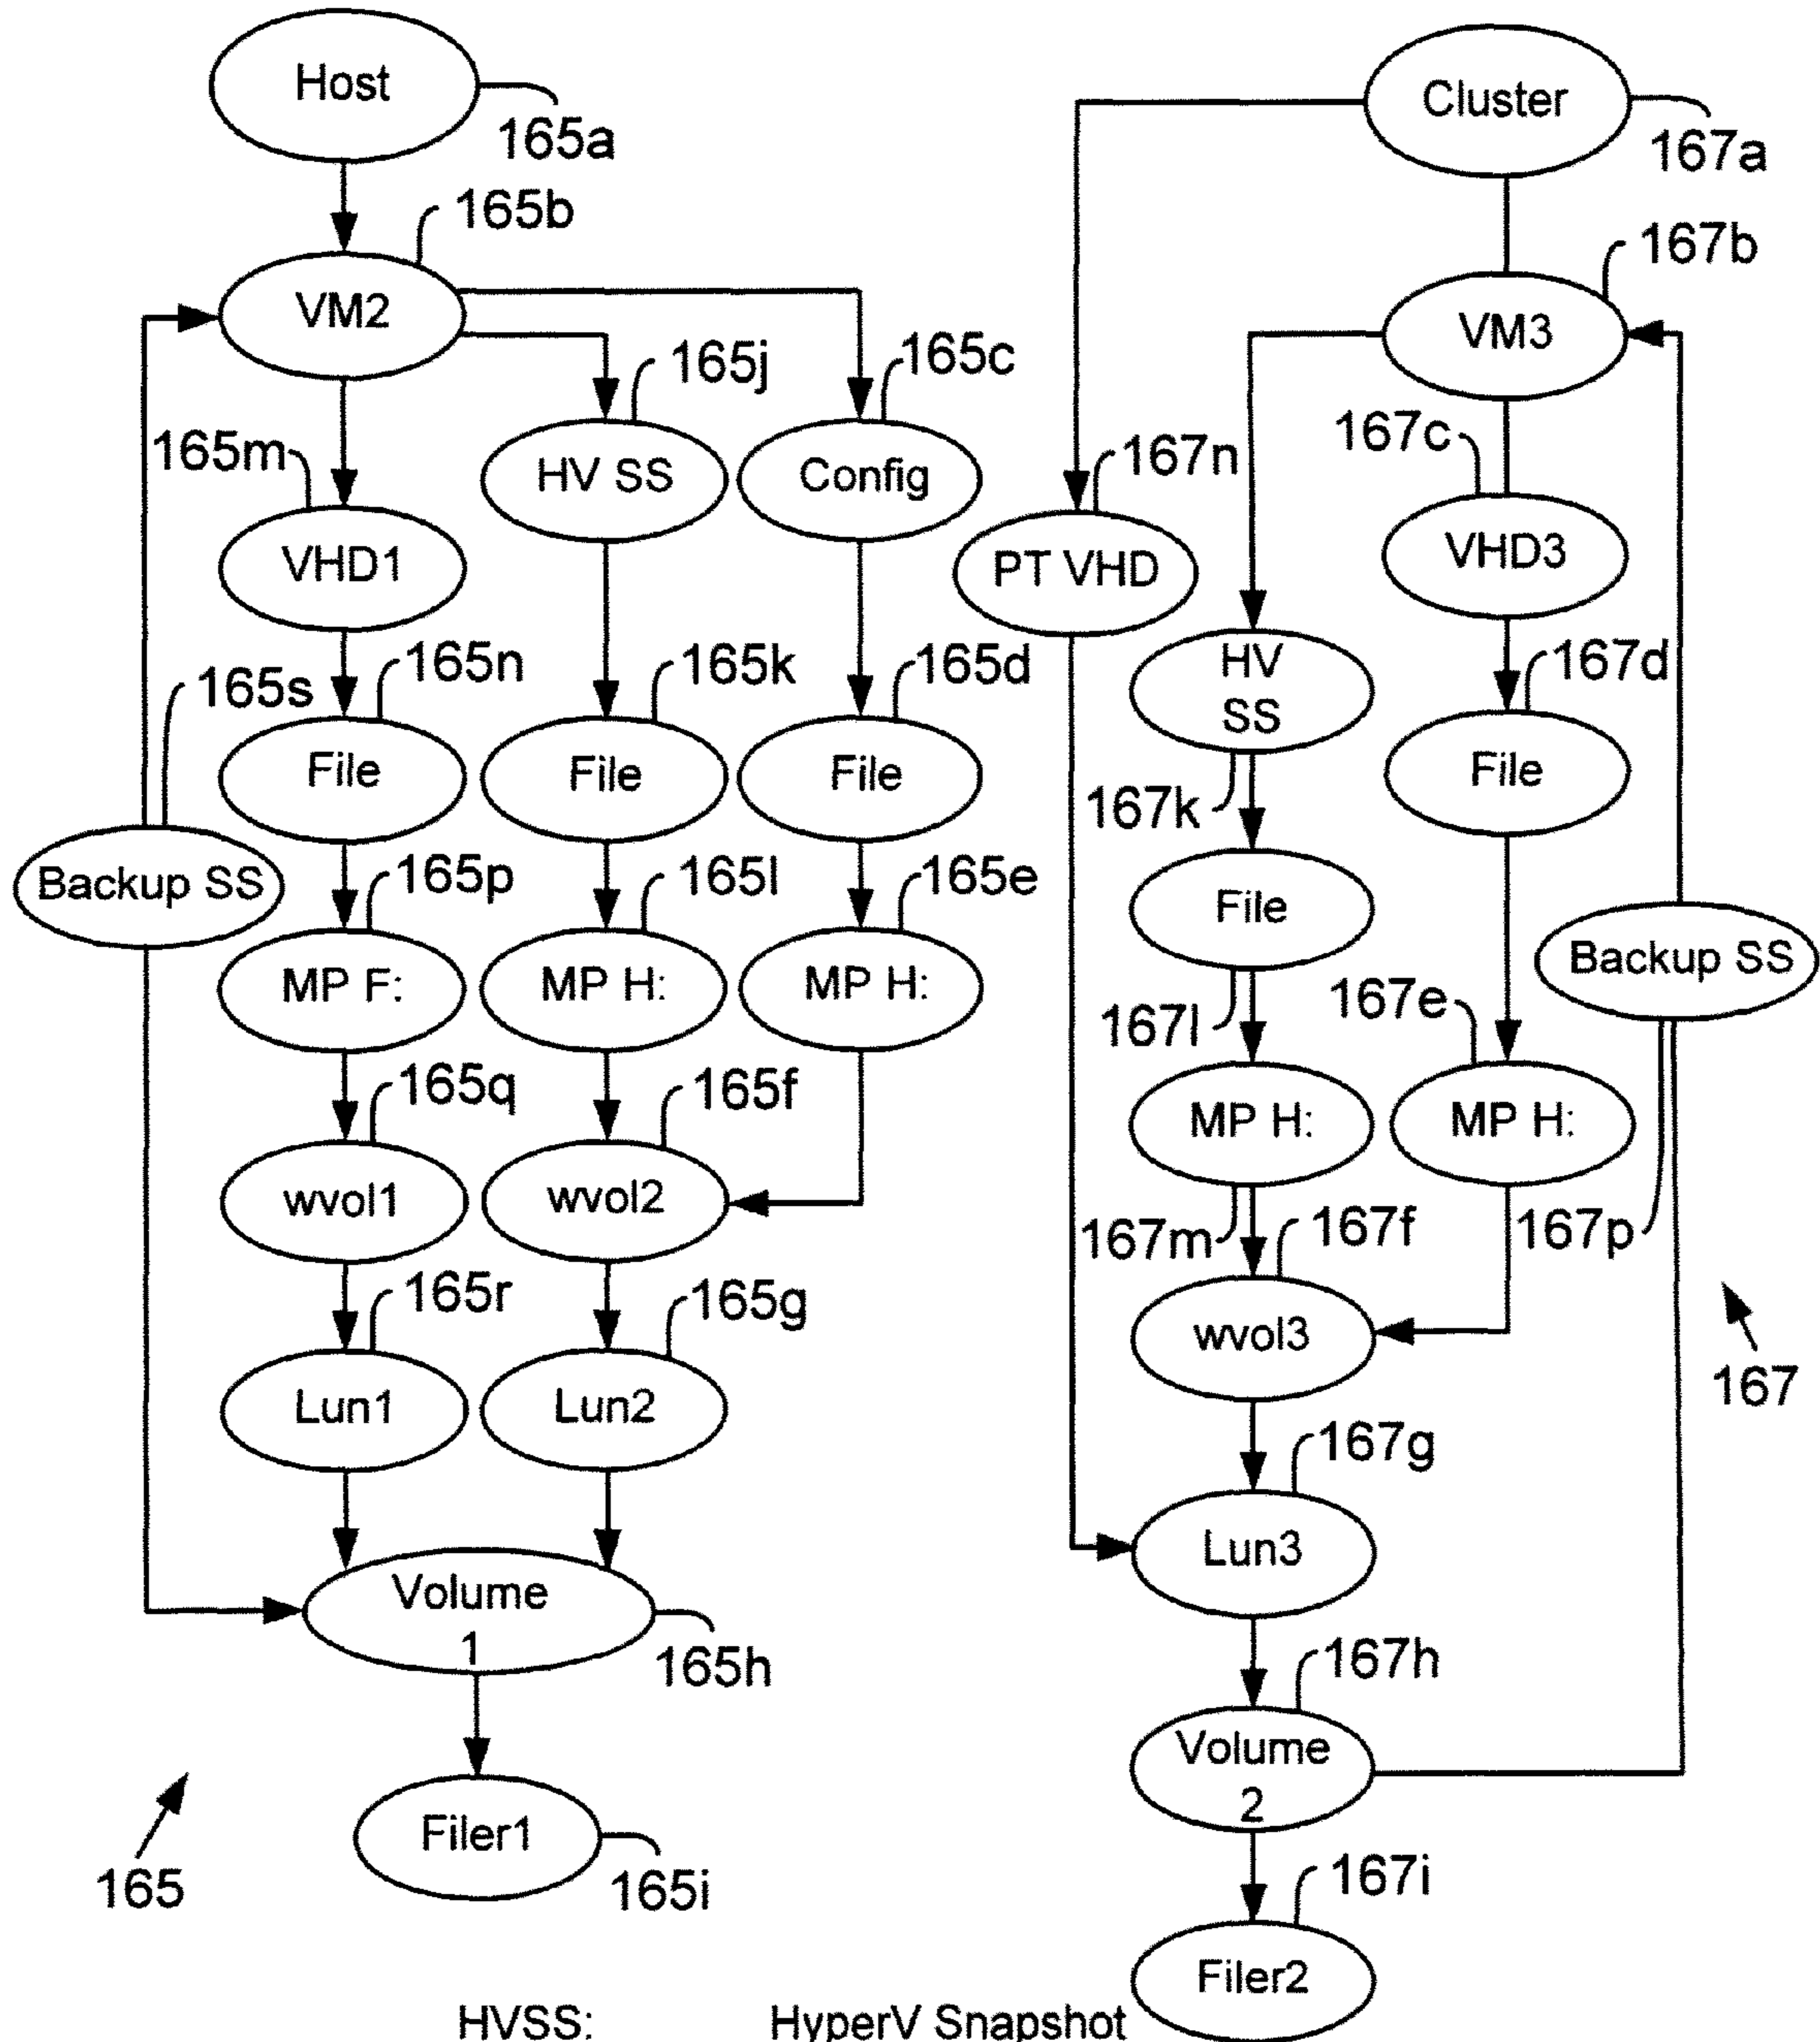 Host
165a
Cluster
167a
165b
VM2
167b
VM3
165j
165c
165m
HV SS
Config
167c
167n
VHD1
PT VHD
VHD3
165s
165n
165k
165d
HV
SS
167d
File
File
File
File
167k
Backup SS
165p
165l
165e
File
Backup SS
MP F:
MP H:
MP H:
167l
167e
165q
165f
MP H:
MP H:
wvol1
wvol2
167m
167f
167p
165r
165g
wvol3
167
Lun1
Lun2
167g
Lun3
Volume
1
165h
167h
Volume
2
Filer1
165
165i
167i
Filer2
HVSS:
HyperV Snapshot